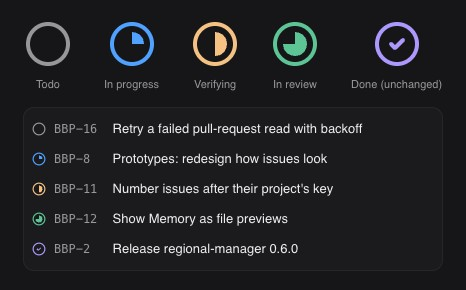 Todo
In progress
Verifying
In review
Done (unchanged)
BBP-16 Retry a failed pull-request read with backoff
BBP-8 Prototypes: redesign how issues look
BBP-11 Number issues after their project's key
BBP-12 Show Memory as file previews
BBP-2 Release regional-manager 0.6.0